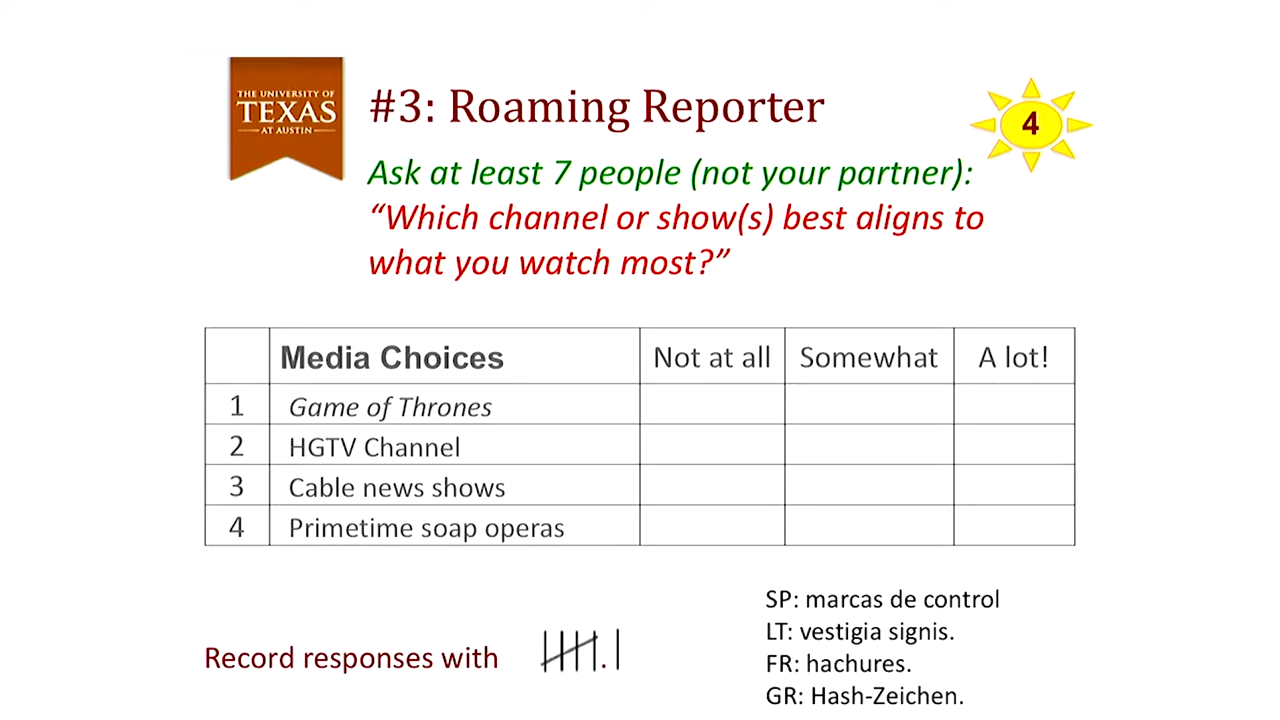 THE UNIVERSITY OF
TEXAS
AT AUSTIN
#3: Roaming Reporter
4
Ask at least 7 people (not your partner):
“Which channel or show(s) best aligns to
what you watch most?”
Media Choices Not at all Somewhat A lot!
1 Game of Thrones
2 HGTV Channel
3 Cable news shows
4 Primetime soap operas
Record responses with
SP: marcas de control
LT: vestigia signis.
FR: hachures.
GR: Hash-Zeichen.